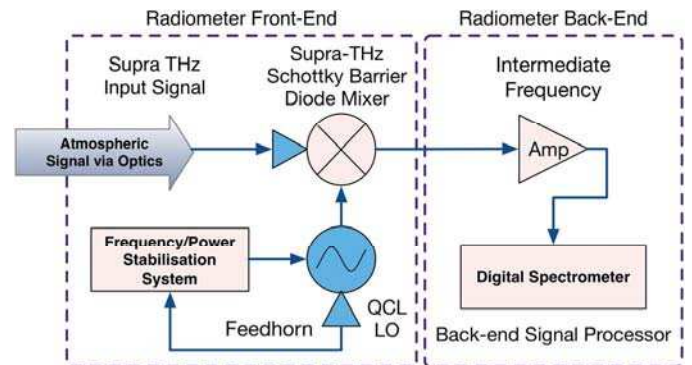 Radiometer Front-End
Radiometer Back-End
Supra THz
Input Signal
Supra-THz
Schottky Barrier
Diode Mixer
Intermediate
Frequency
Atmospheric
Signal via Optics
Amp
Frequency/Power
Stabilisation
System
Digital Spectrometer
Feedhorn
QCL
LO
Back-end Signal Processor